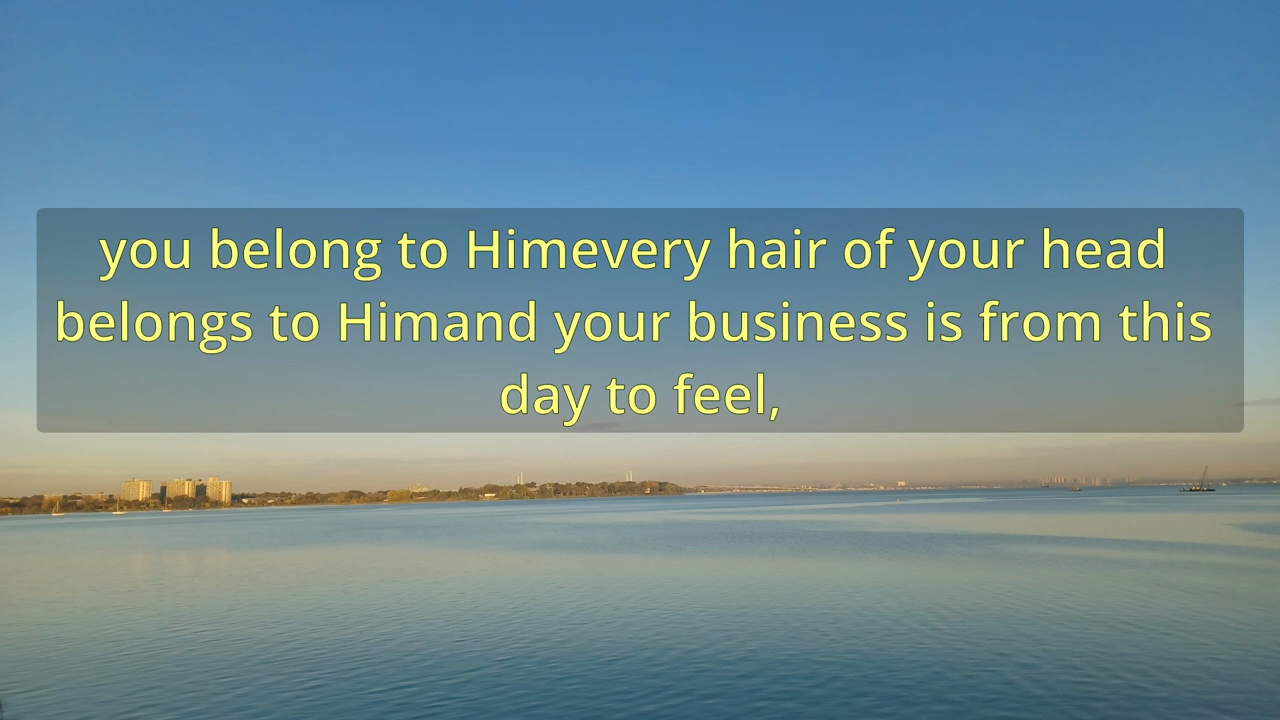 you belong to Himevery hair of your head
belongs to Himand your business is from this
day to feel,